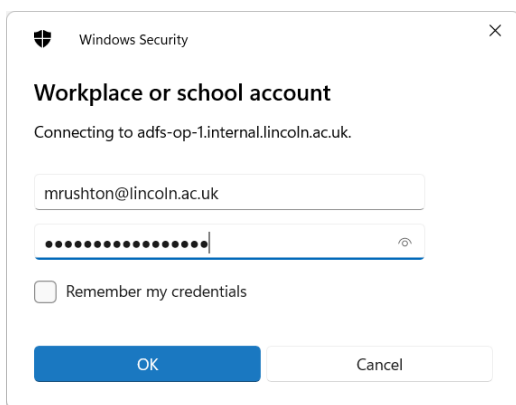 Windows Security
Workplace or school account
Connecting to adfs-op-1.internal.lincoln.ac.uk.
mrushton@lincoln.ac.uk
●●●●●●●●●●●●●●●●●
Remember my credentials
OK Cancel